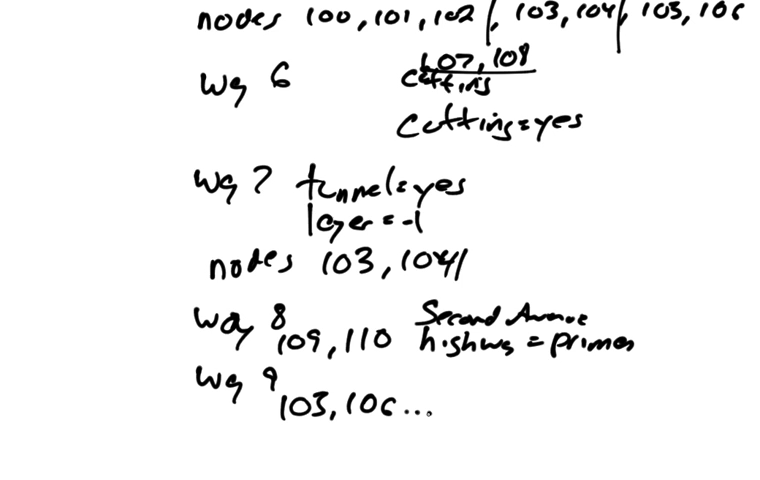 nodes 100, 101, 102 /, 103, 104 /, 105, 106
107, 108
way 6 cutting
cutting=yes
way 7 tunnel=yes
layer = -1
nodes 103, 104/
way 8 Second Avenue
109, 110 highway = primary
way 9
103, 106 ...